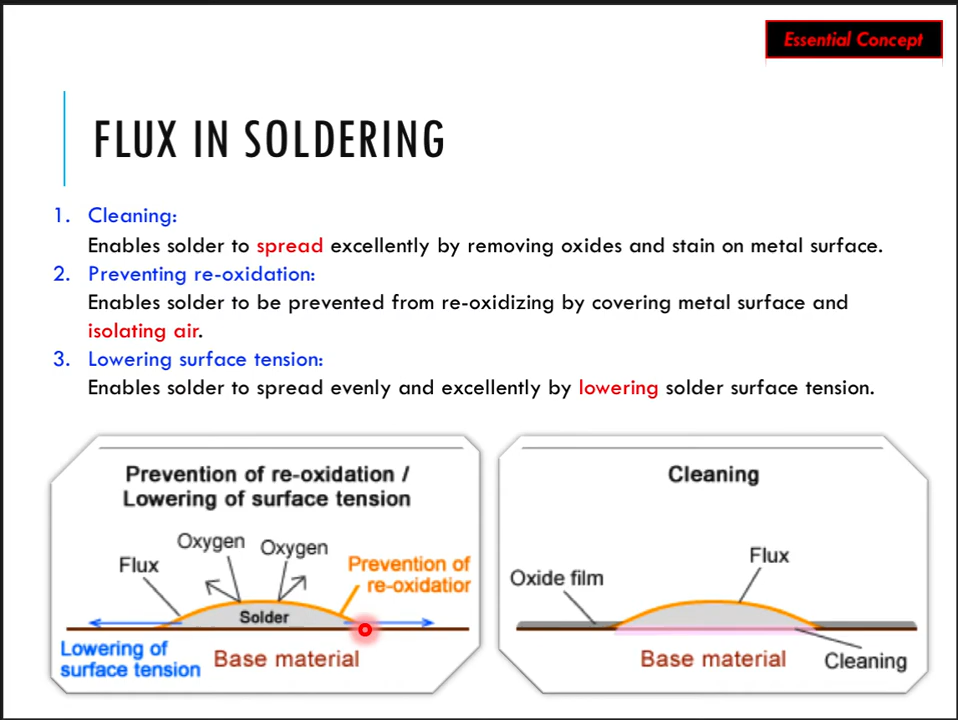 Essential Concept
FLUX IN SOLDERING
1. Cleaning:
Enables solder to spread excellently by removing oxides and stain on metal surface.
2. Preventing re-oxidation:
Enables solder to be prevented from re-oxidizing by covering metal surface and
isolating air.
3. Lowering surface tension:
Enables solder to spread evenly and excellently by lowering solder surface tension.
Prevention of re-oxidation /
Lowering of surface tension
Oxygen Oxygen
Flux
Prevention of
re-oxidatior
Solder
Lowering of
surface tension
Base material
Cleaning
Flux
Oxide film
Base material
Cleaning